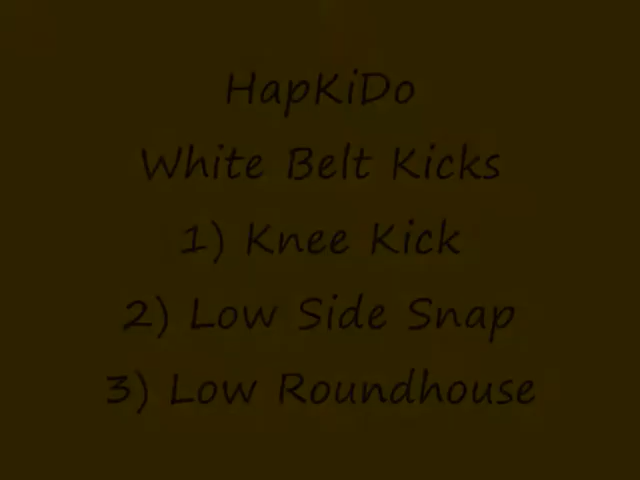 HapKiDo
White Belt Kicks
1) Knee Kick
2) Low Side Snap
3) Low Roundhouse